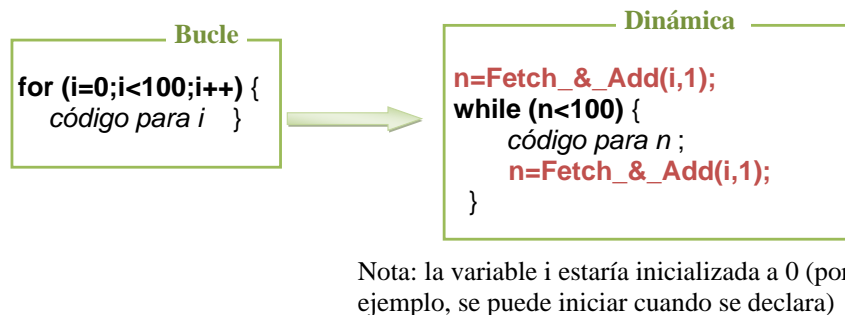 Bucle
for (i=0;i<100;i++) {
código para i }
Dinámica
n=Fetch_&_Add(i,1);
while (n<100) {
código para n ;
n=Fetch_&_Add(i,1);
}
Nota: la variable i estaría inicializada a 0 (por
ejemplo, se puede iniciar cuando se declara)